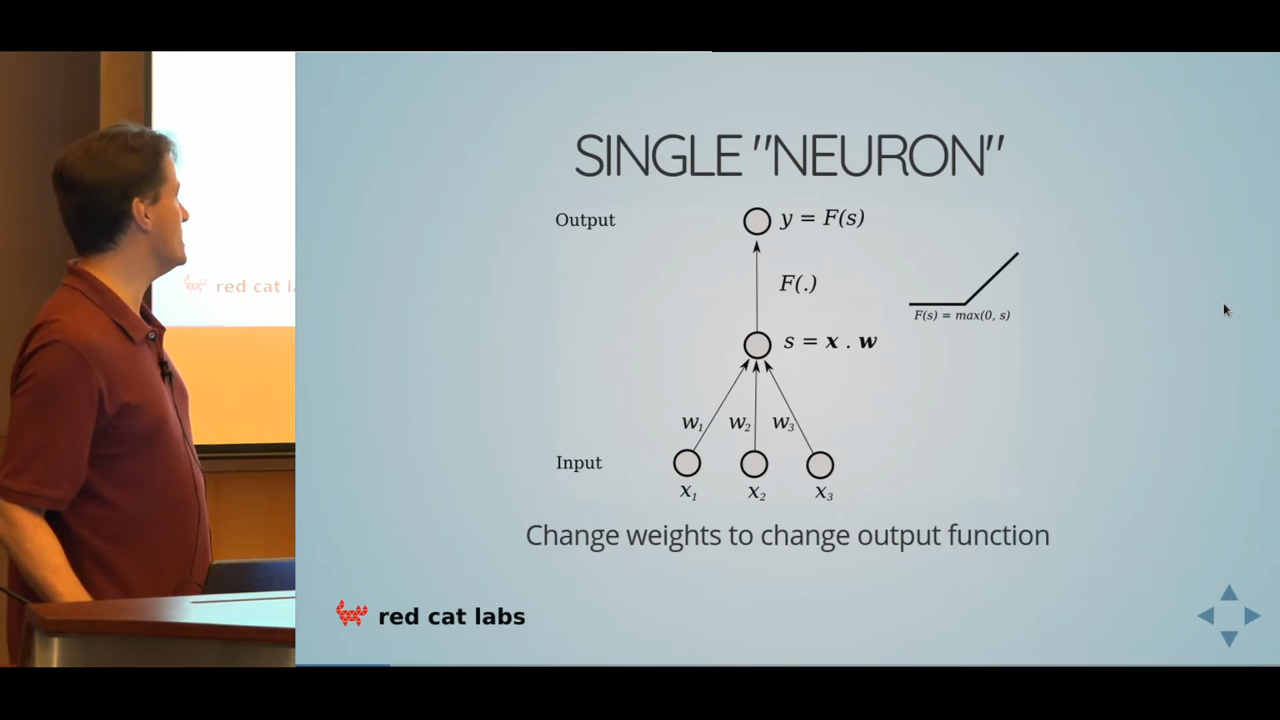 SINGLE "NEURON"
Output
y = F(s)
F(.)
F(s) = max(0, s)
s = x . w
w₁ w₂ w₃
Input
x₁ x₂ x₃
Change weights to change output function
red cat labs
red cat l